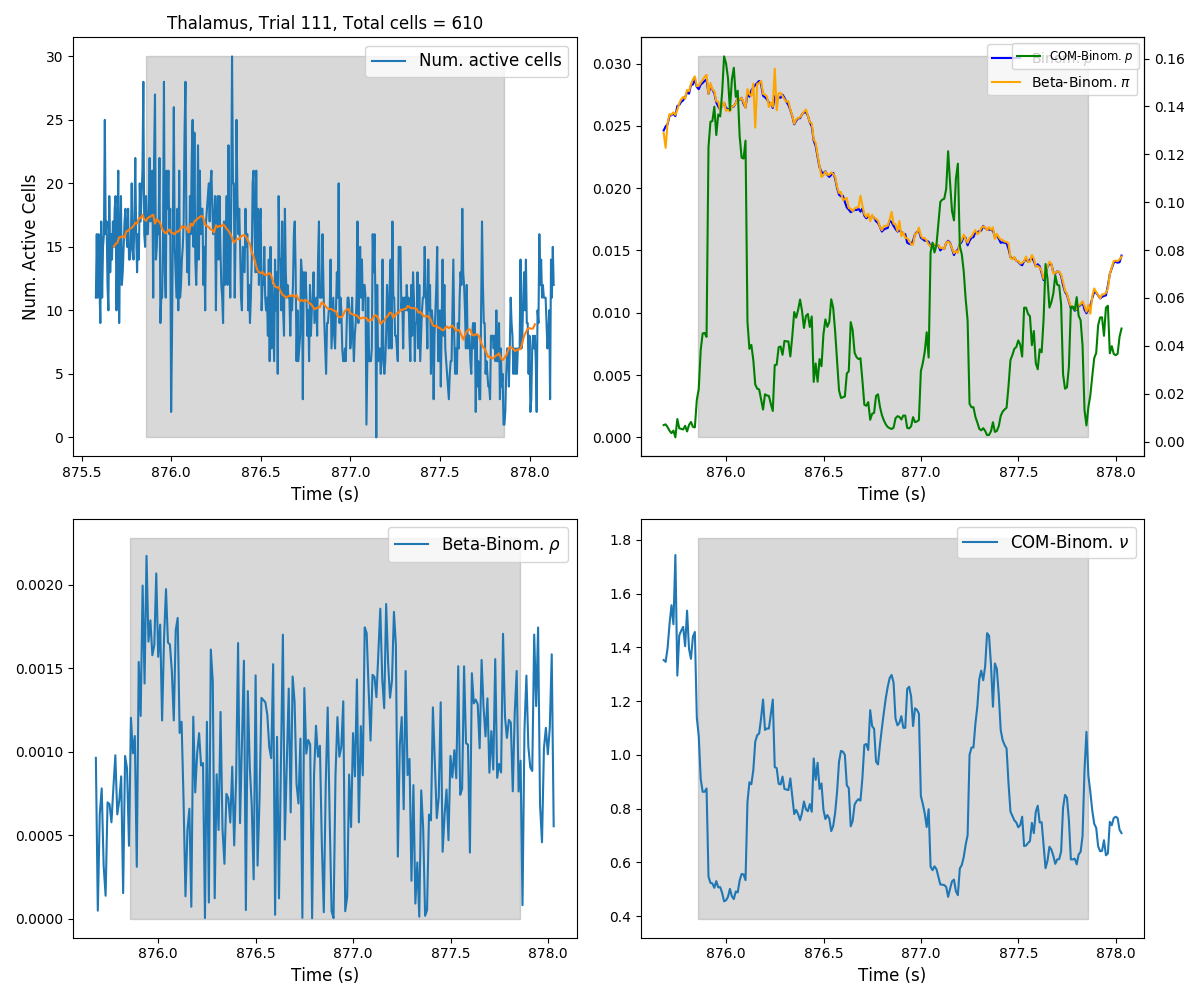 Thalamus, Trial 111, Total cells = 610
Num. active cells
Num. Active Cells
30
25
20
15
10
5
0
875.5 876.0 876.5 877.0 877.5 878.0
Time (s)
COM-Binom. p
Binom. p
Beta-Binom. π
0.030
0.025
0.020
0.015
0.010
0.005
0.000
0.16
0.14
0.12
0.10
0.08
0.06
0.04
0.02
0.00
876.0 876.5 877.0 877.5 878.0
Time (s)
Beta-Binom. ρ
0.0020
0.0015
0.0010
0.0005
0.0000
876.0 876.5 877.0 877.5 878.0
Time (s)
COM-Binom. ν
1.8
1.6
1.4
1.2
1.0
0.8
0.6
0.4
876.0 876.5 877.0 877.5 878.0
Time (s)